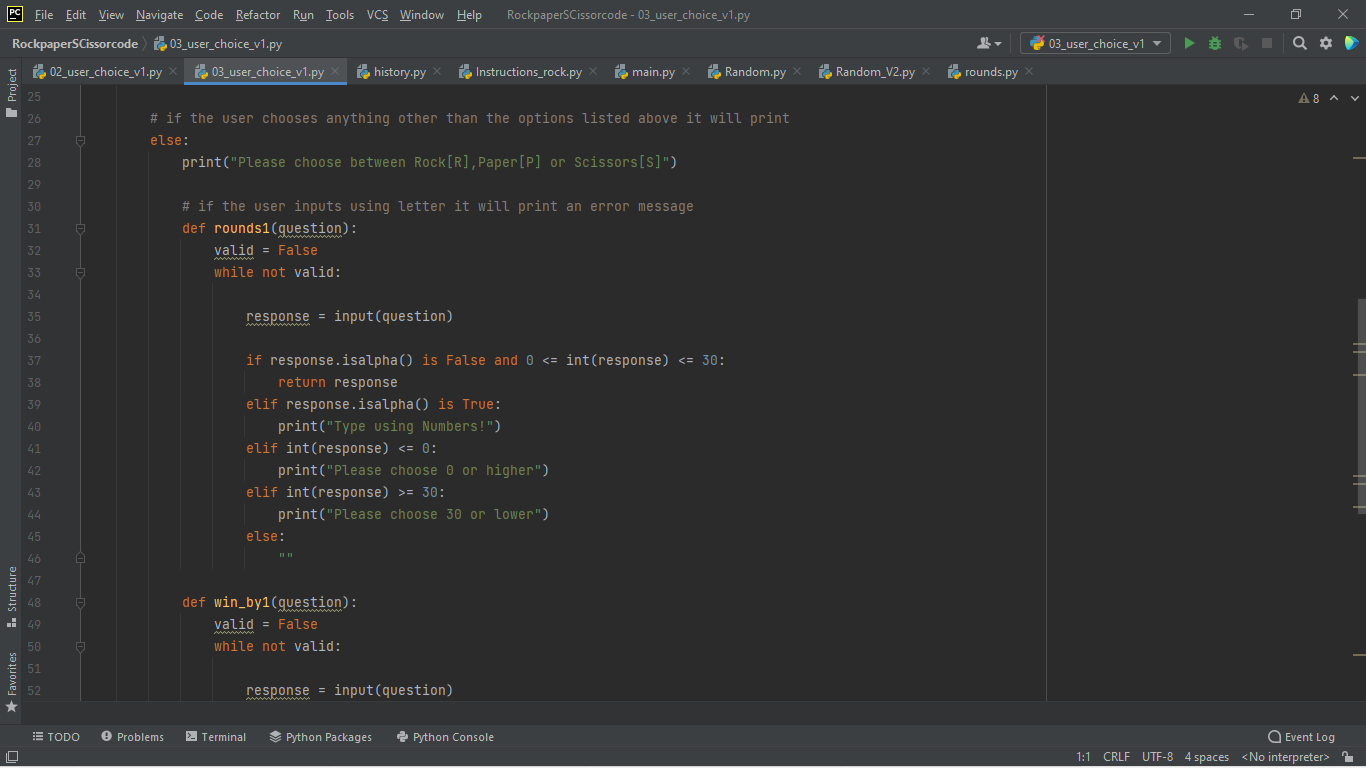 PC File Edit View Navigate Code Refactor Run Tools VCS Window Help RockpaperSCissorcode - 03_user_choice_v1.py
RockpaperSCissorcode 03_user_choice_v1.py 03_user_choice_v1
02_user_choice_v1.py 03_user_choice_v1.py history.py Instructions_rock.py main.py Random.py Random_V2.py rounds.py
Project
Structure
Favorites
8
25
26 # if the user chooses anything other than the options listed above it will print
27 else:
28 print("Please choose between Rock[R],Paper[P] or Scissors[S]")
29
30 # if the user inputs using letter it will print an error message
31 def rounds1(question):
32 valid = False
33 while not valid:
34
35 response = input(question)
36
37 if response.isalpha() is False and 0 <= int(response) <= 30:
38 return response
39 elif response.isalpha() is True:
40 print("Type using Numbers!")
41 elif int(response) <= 0:
42 print("Please choose 0 or higher")
43 elif int(response) >= 30:
44 print("Please choose 30 or lower")
45 else:
46 ""
47
48 def win_by1(question):
49 valid = False
50 while not valid:
51
52 response = input(question)
TODO Problems Terminal Python Packages Python Console Event Log
1:1 CRLF UTF-8 4 spaces <No interpreter>